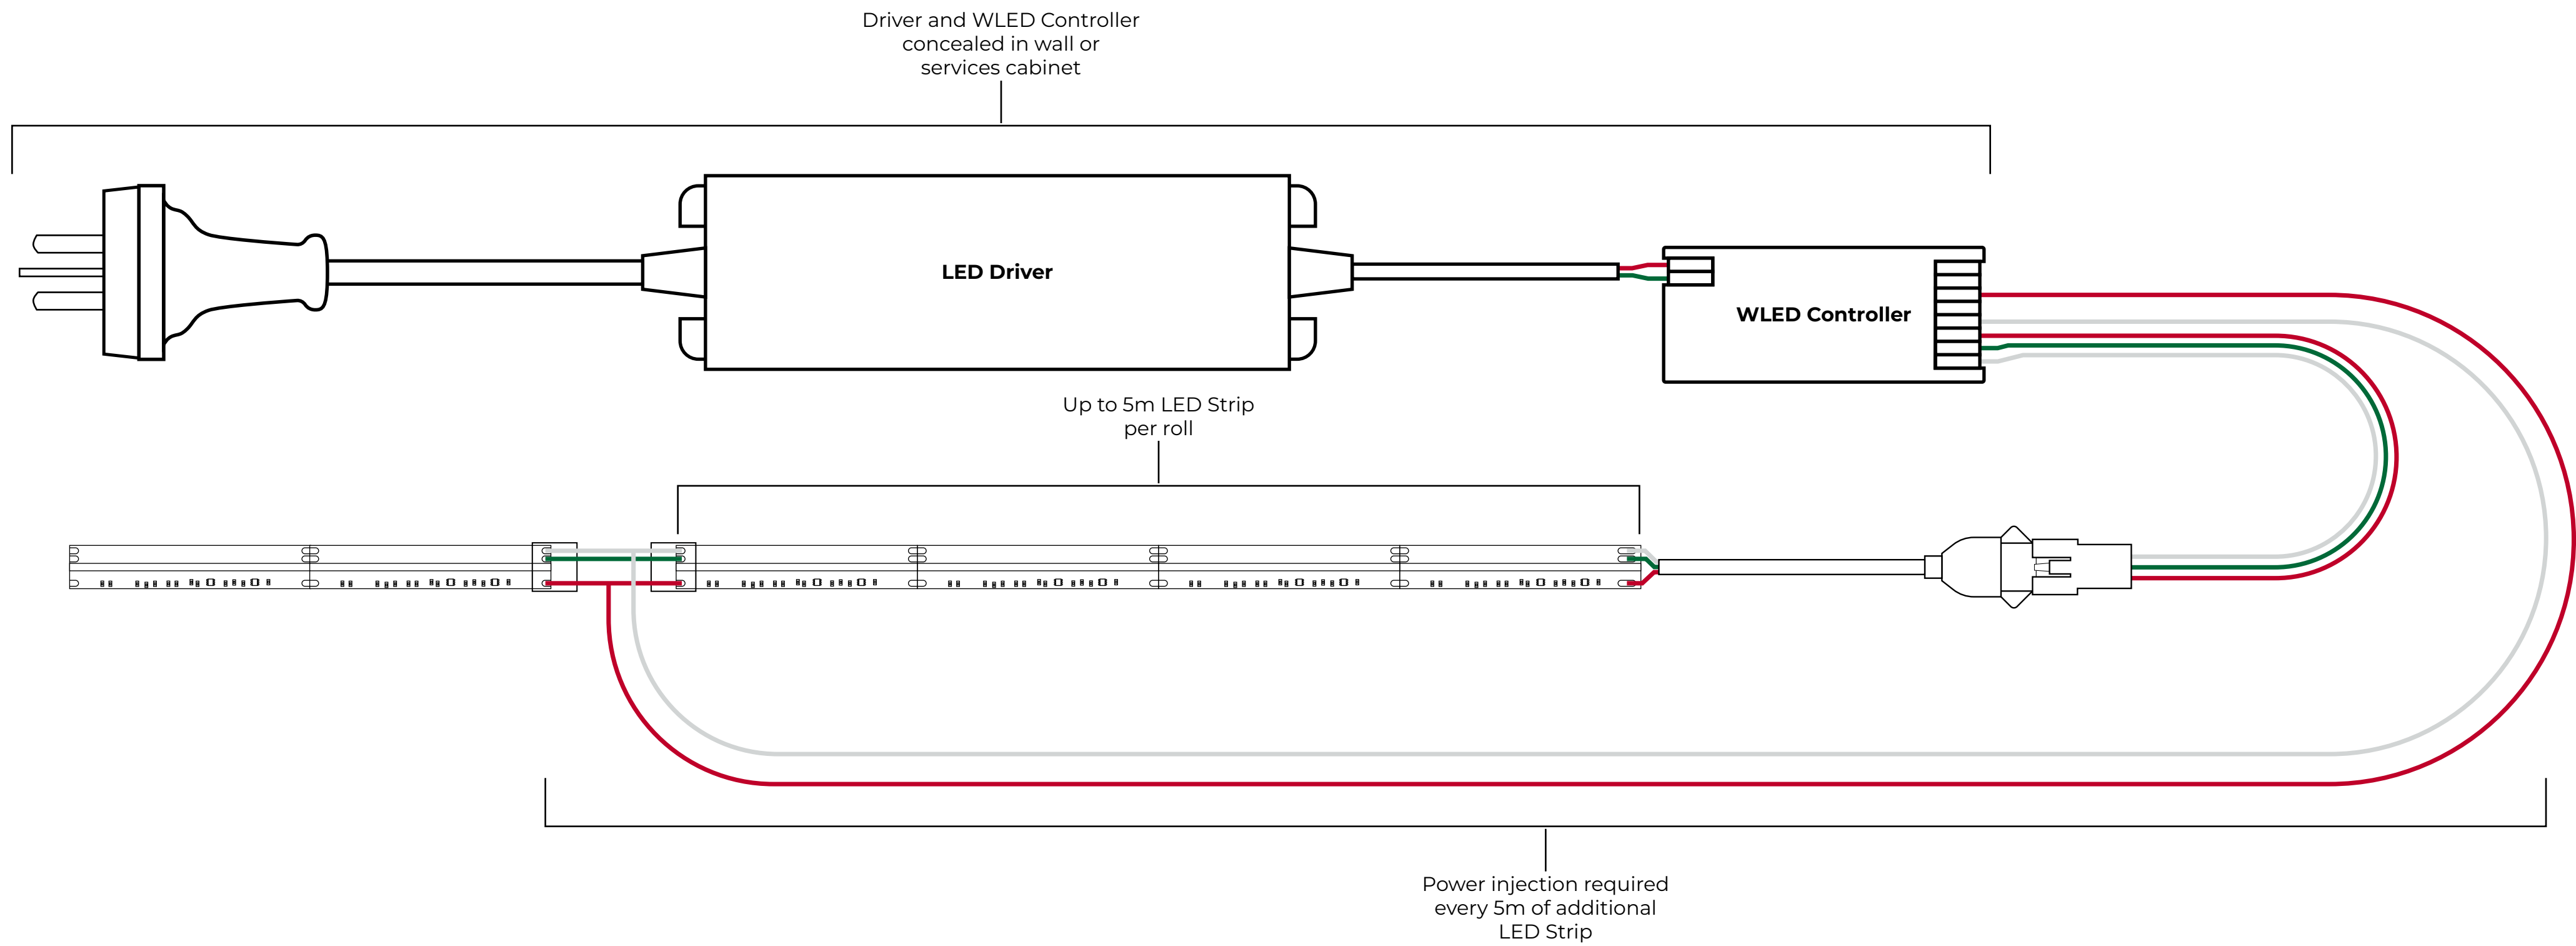 Driver and WLED Controller
concealed in wall or
services cabinet
LED Driver
WLED Controller
Up to 5m LED Strip
per roll
Power injection required
every 5m of additional
LED Strip